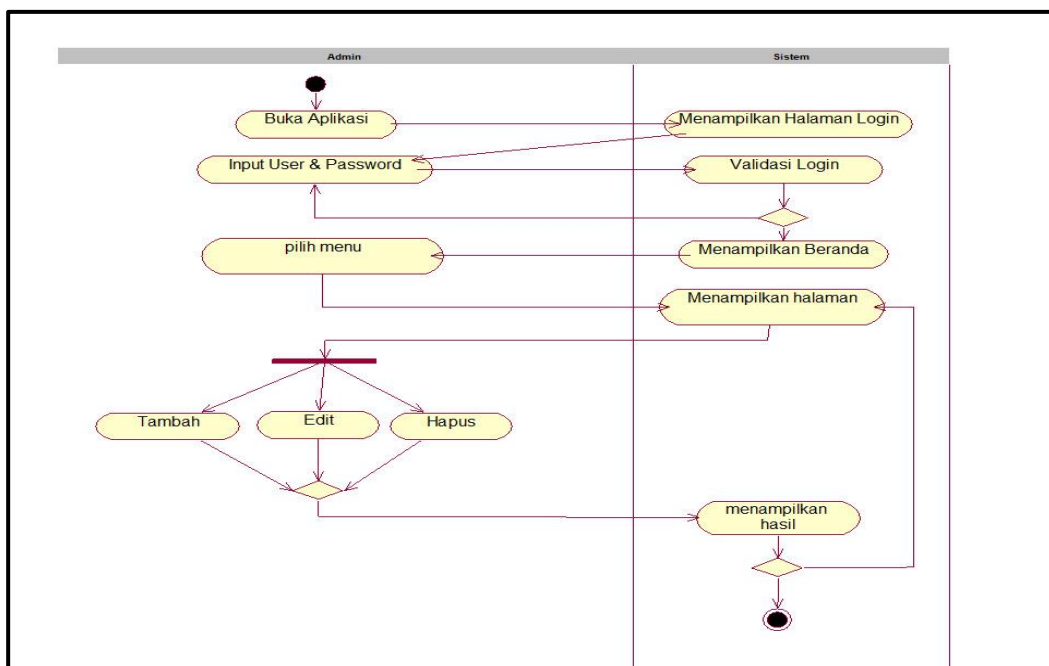 Admin
Sistem
Buka Aplikasi
Menampilkan Halaman Login
Input User & Password
Validasi Login
pilih menu
Menampilkan Beranda
Menampilkan halaman
Tambah
Edit
Hapus
menampilkan
hasil